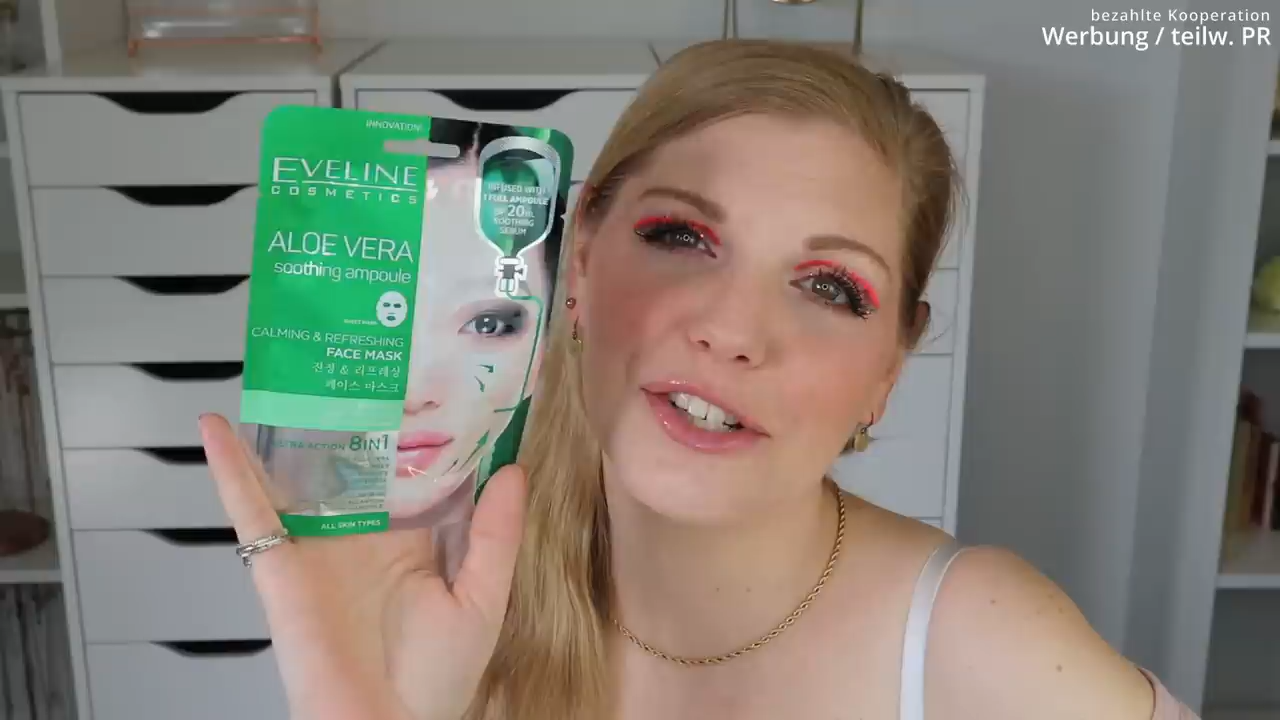 bezahlte Kooperation
Werbung / teilw. PR
INNOVATION!
EVELINE
COSMETICS
ALOE VERA
soothing ampoule
SHEET MASK
CALMING & REFRESHING
FACE MASK
진정 & 리프레싱
페이스 마스크
ULTRA ACTION 8IN1
ALL SKIN TYPES
INFUSED WITH
1 FULL AMPOULE
OF 20ML
SOOTHING
SERUM